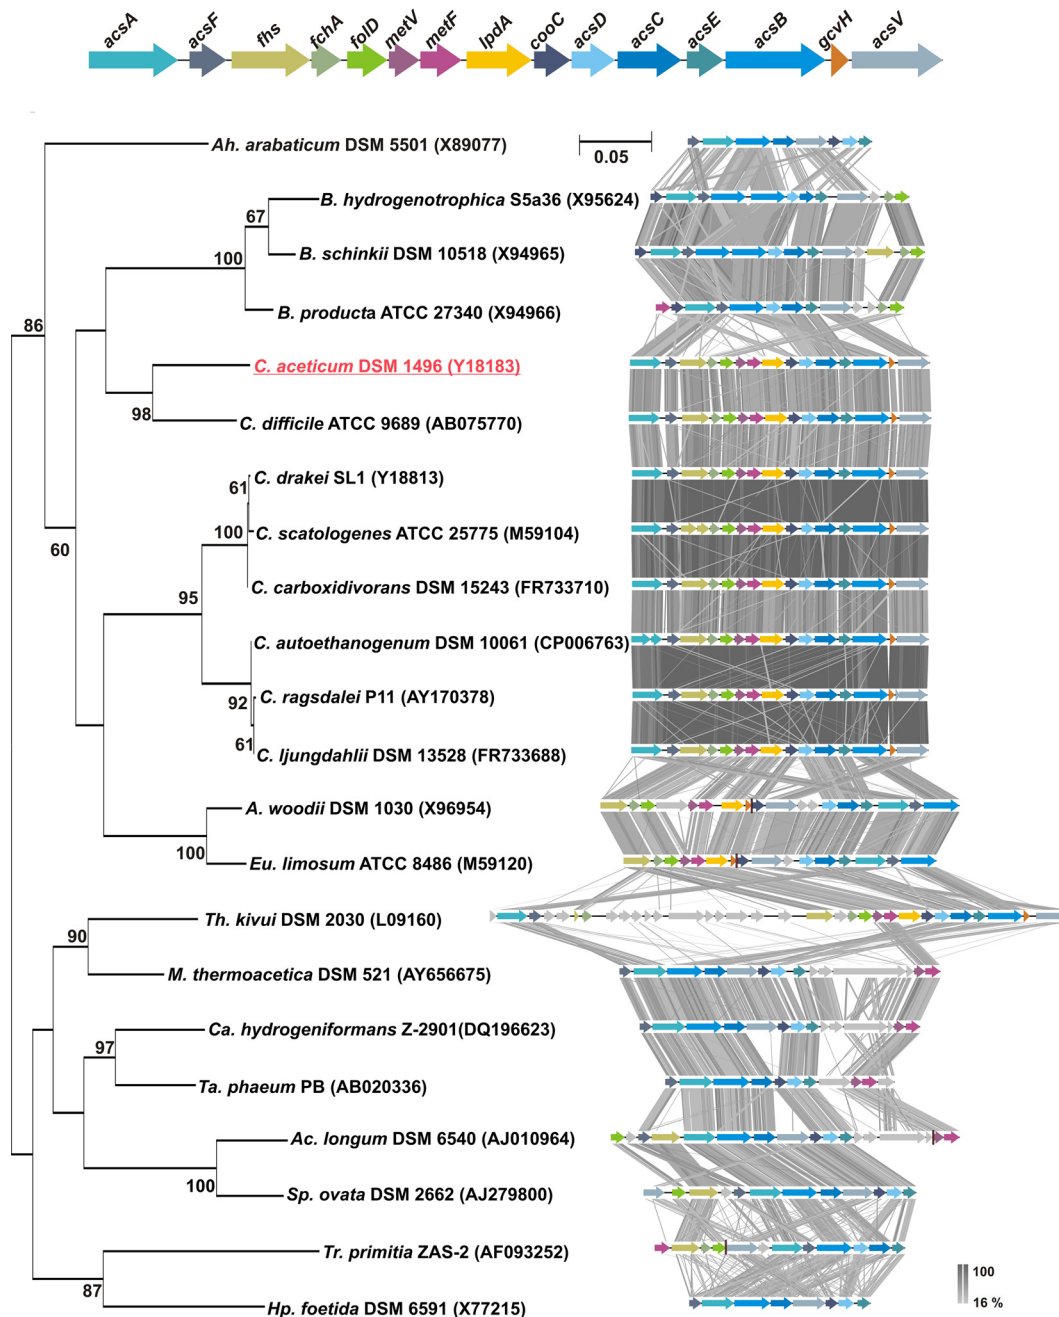 acsA acsF fhs fchA folD metV metF lpdA cooC acsD acsC acsE acsB gcvH acsV
Ah. arabaticum DSM 5501 (X89077)
0.05
B. hydrogenotrophica S5a36 (X95624)
67
B. schinkii DSM 10518 (X94965)
100
B. producta ATCC 27340 (X94966)
86
C. aceticum DSM 1496 (Y18183)
98
C. difficile ATCC 9689 (AB075770)
C. drakei SL1 (Y18813)
61
100
C. scatologenes ATCC 25775 (M59104)
60
C. carboxidivorans DSM 15243 (FR733710)
95
C. autoethanogenum DSM 10061 (CP006763)
C. ragsdalei P11 (AY170378)
92
61
C. ljungdahlii DSM 13528 (FR733688)
A. woodii DSM 1030 (X96954)
100
Eu. limosum ATCC 8486 (M59120)
Th. kivui DSM 2030 (L09160)
90
M. thermoacetica DSM 521 (AY656675)
Ca. hydrogeniformans Z-2901(DQ196623)
97
Ta. phaeum PB (AB020336)
Ac. longum DSM 6540 (AJ010964)
100
Sp. ovata DSM 2662 (AJ279800)
Tr. primitia ZAS-2 (AF093252)
100
87
16 %
Hp. foetida DSM 6591 (X77215)